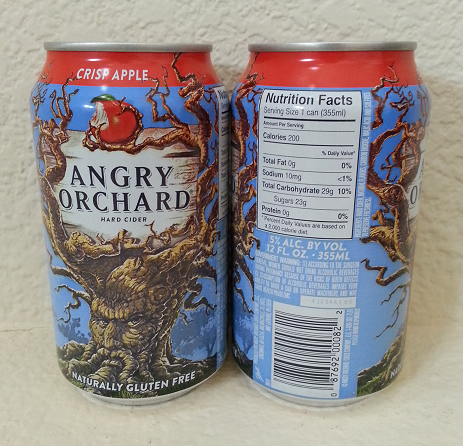 CRISP APPLE
ANGRY
ORCHARD
HARD CIDER
NATURALLY GLUTEN FREE
Nutrition Facts
Serving Size 1 can (355ml)
Amount Per Serving
Calories 200
% Daily Value*
Total Fat 0g 0%
Sodium 10mg <1%
Total Carbohydrate 29g 10%
Sugars 23g
Protein 0g 0%
*Percent Daily Values are based on
a 2,000 calorie diet.
5% ALC. BY VOL.
12 FL. OZ. • 355ML
0 87692 00082 2